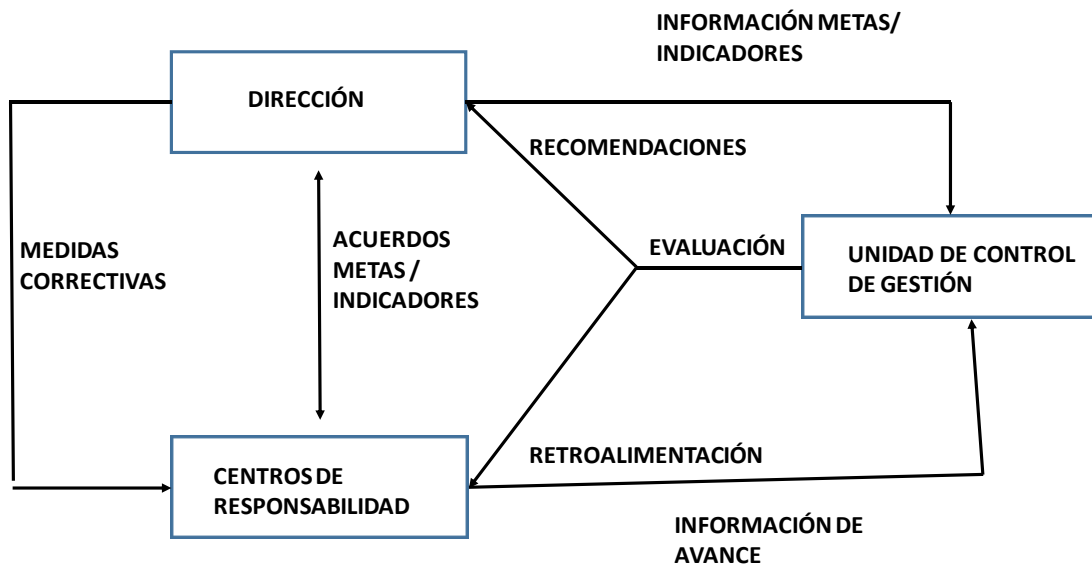 INFORMACIÓN METAS/
INDICADORES
DIRECCIÓN
RECOMENDACIONES
MEDIDAS
CORRECTIVAS
ACUERDOS
METAS /
INDICADORES
EVALUACIÓN
UNIDAD DE CONTROL
DE GESTIÓN
CENTROS DE
RESPONSABILIDAD
RETROALIMENTACIÓN
INFORMACIÓN DE
AVANCE